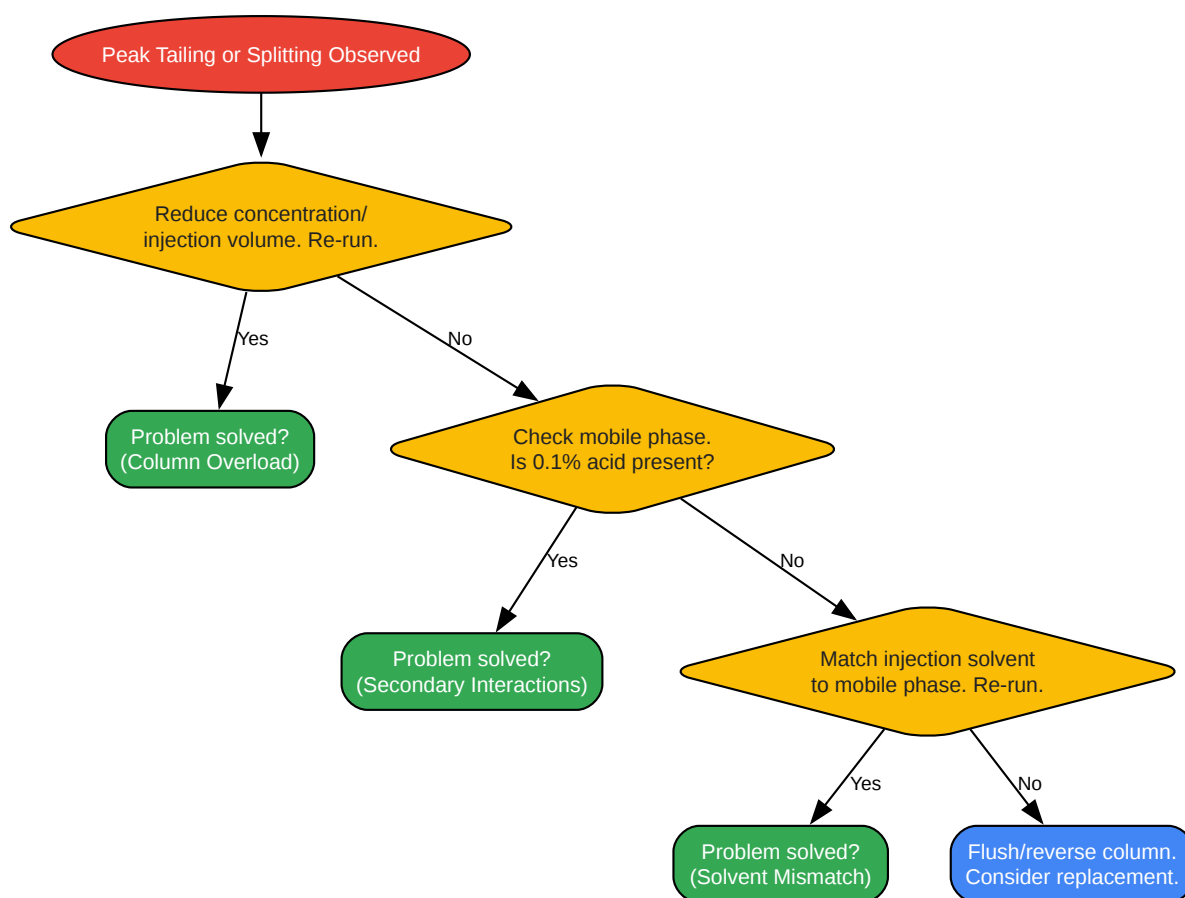 Peak Tailing or Splitting Observed
Reduce concentration/
injection volume. Re-run.
Yes
No
Problem solved?
(Column Overload)
Check mobile phase.
Is 0.1% acid present?
Yes
No
Problem solved?
(Secondary Interactions)
Match injection solvent
to mobile phase. Re-run.
Yes
No
Problem solved?
(Solvent Mismatch)
Flush/reverse column.
Consider replacement.